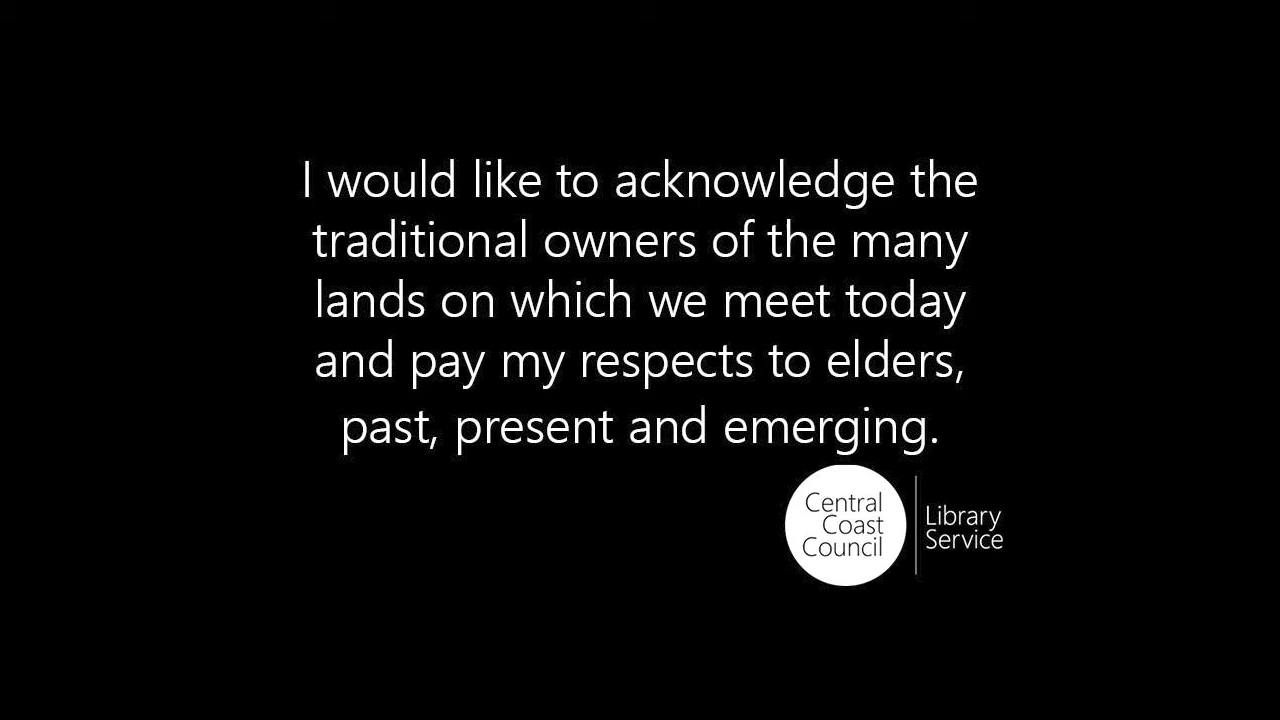 I would like to acknowledge the
traditional owners of the many
lands on which we meet today
and pay my respects to elders,
past, present and emerging.
Central
Coast
Council
Library
Service